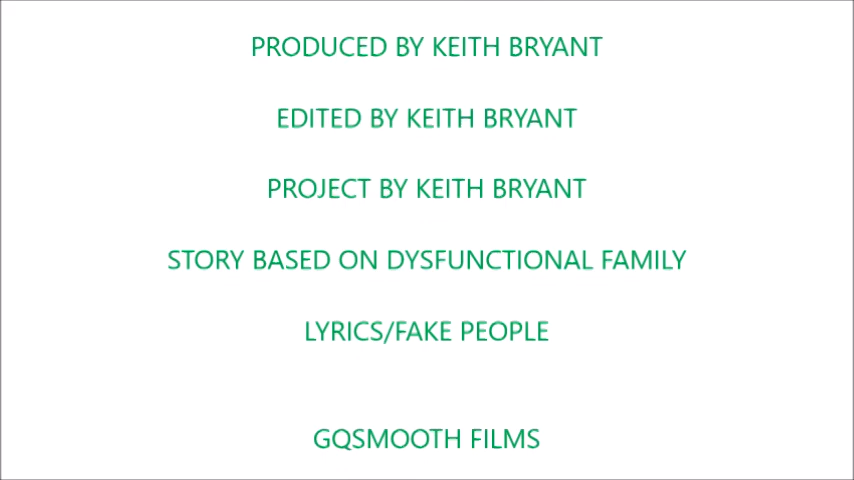 PRODUCED BY KEITH BRYANT
EDITED BY KEITH BRYANT
PROJECT BY KEITH BRYANT
STORY BASED ON DYSFUNCTIONAL FAMILY
LYRICS/FAKE PEOPLE
GQSMOOTH FILMS